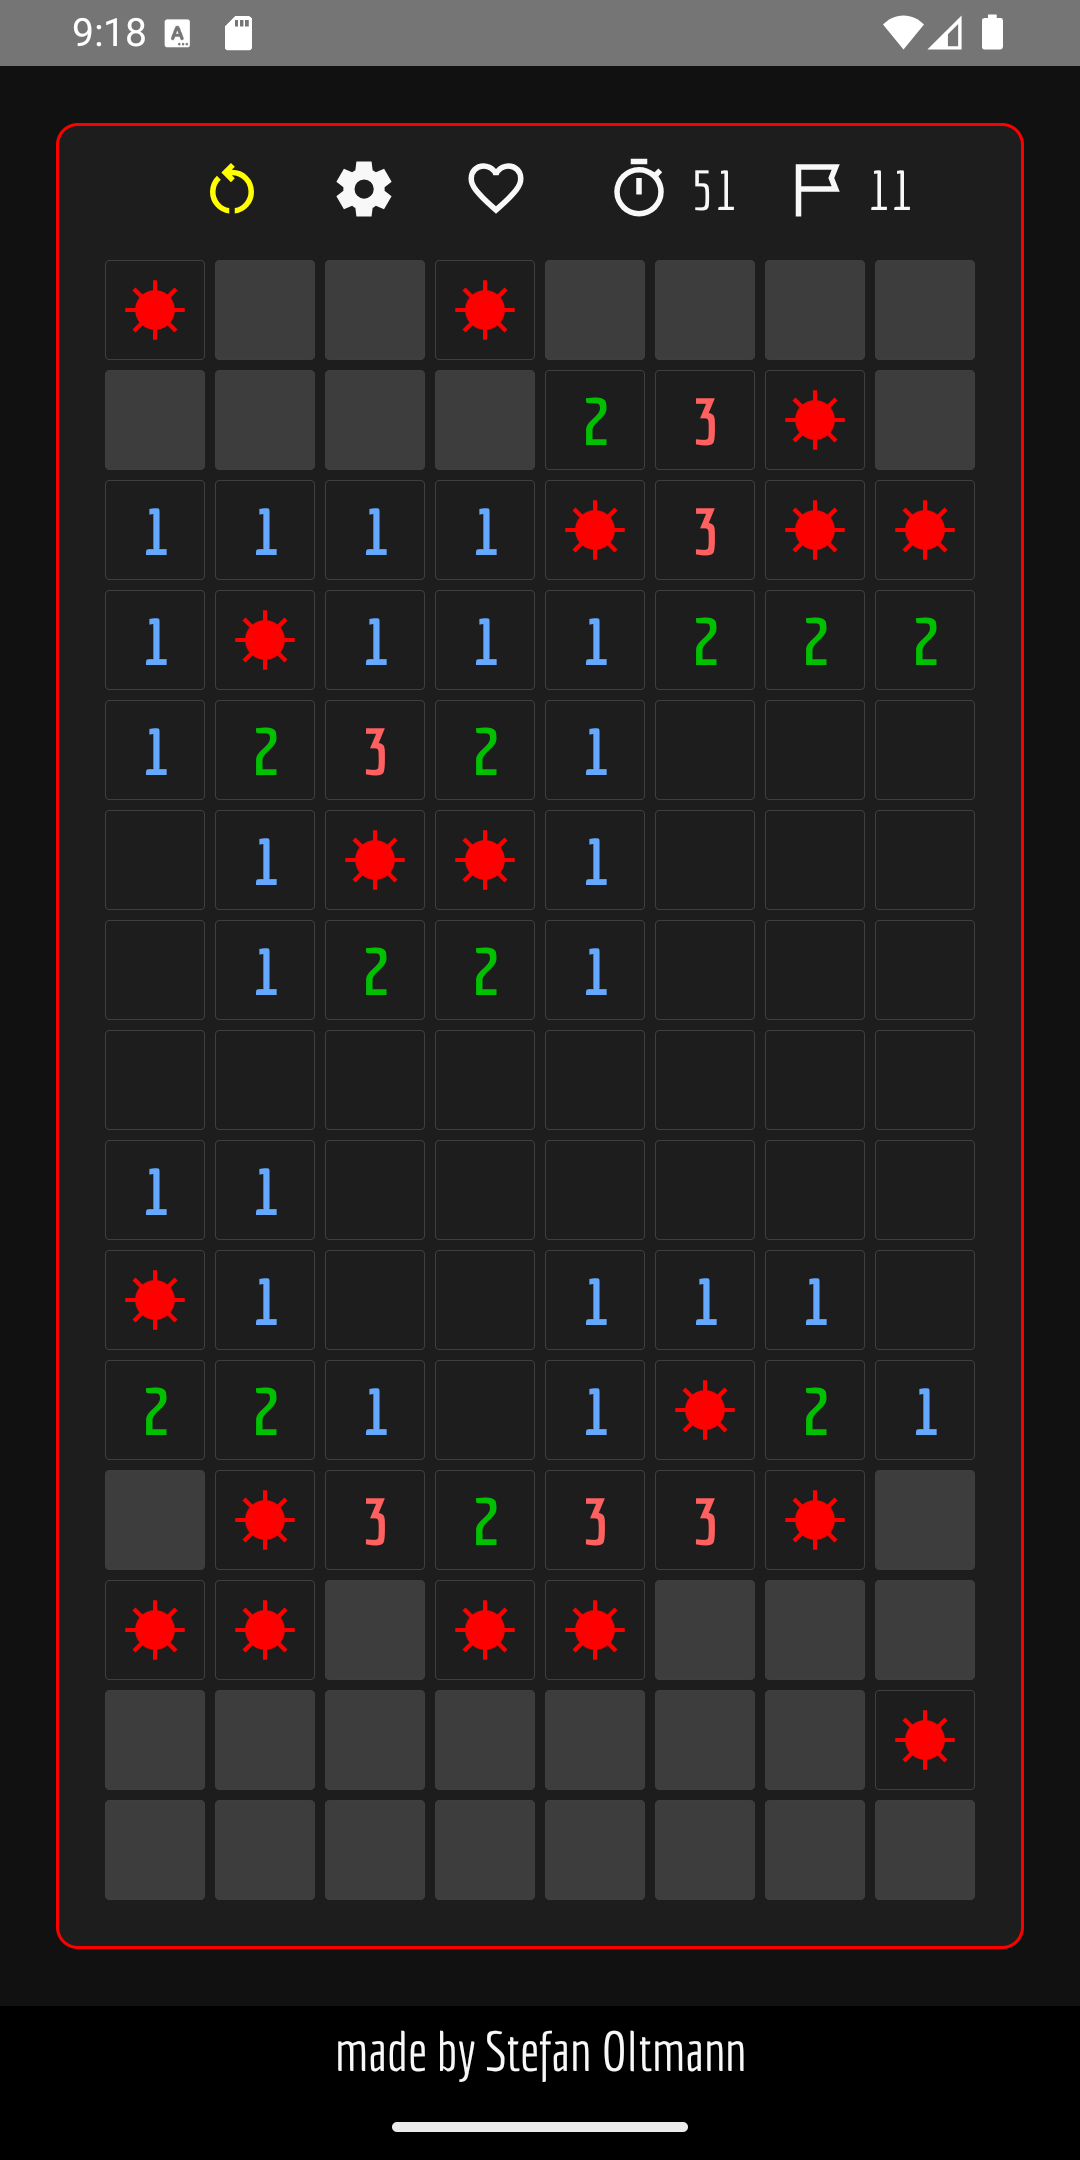 9:18
51 11
2 3
1 1 1 1 3
1 1 1 1 2 2 2
1 2 3 2 1
1 1
1 2 2 1
1 1
1 1 1 1
2 2 1 1 2 1
3 2 3 3
made by Stefan Oltmann